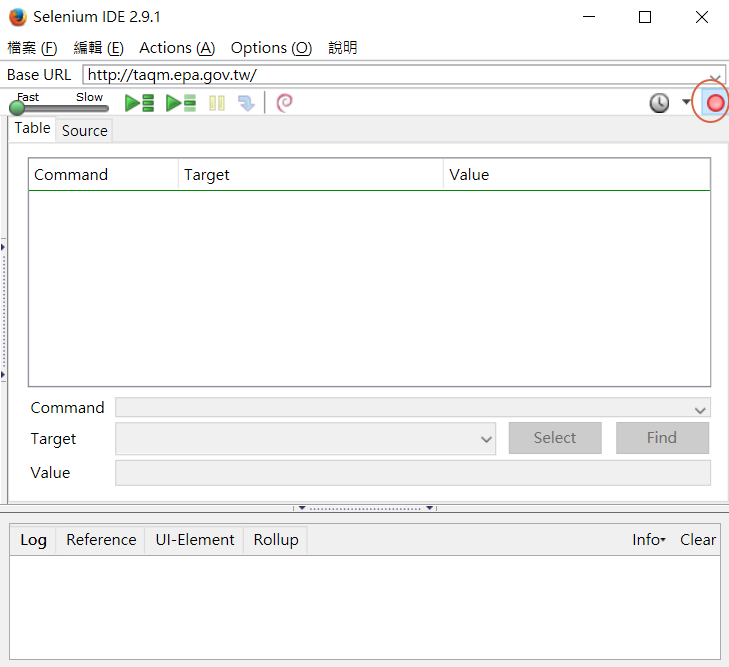 Selenium IDE 2.9.1
檔案 (F) 編輯 (E) Actions (A) Options (O) 說明
Base URL http://taqm.epa.gov.tw/
Fast Slow
Table Source
Command Target Value
Command
Target Select Find
Value
Log Reference UI-Element Rollup Info Clear